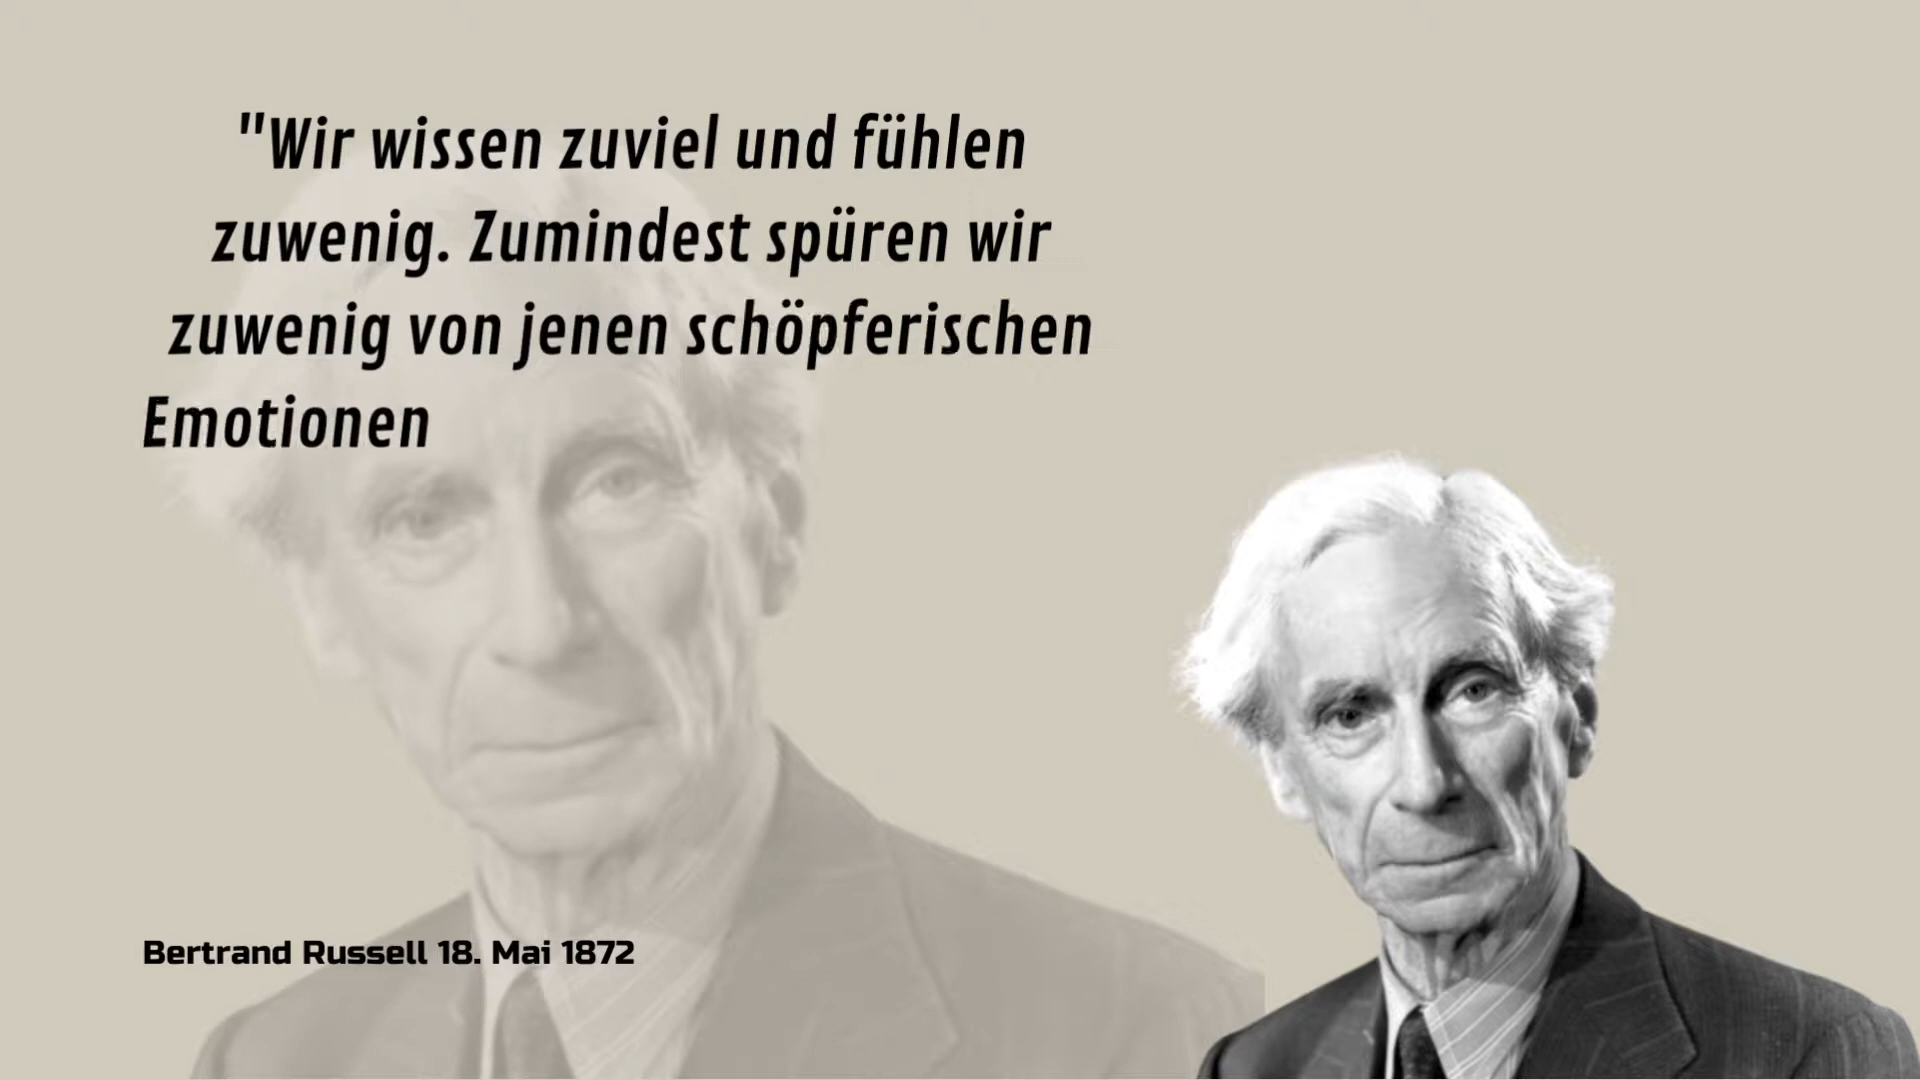 "Wir wissen zuviel und fühlen
zuwenig. Zumindest spüren wir
zuwenig von jenen schöpferischen
Emotionen
Bertrand Russell 18. Mai 1872